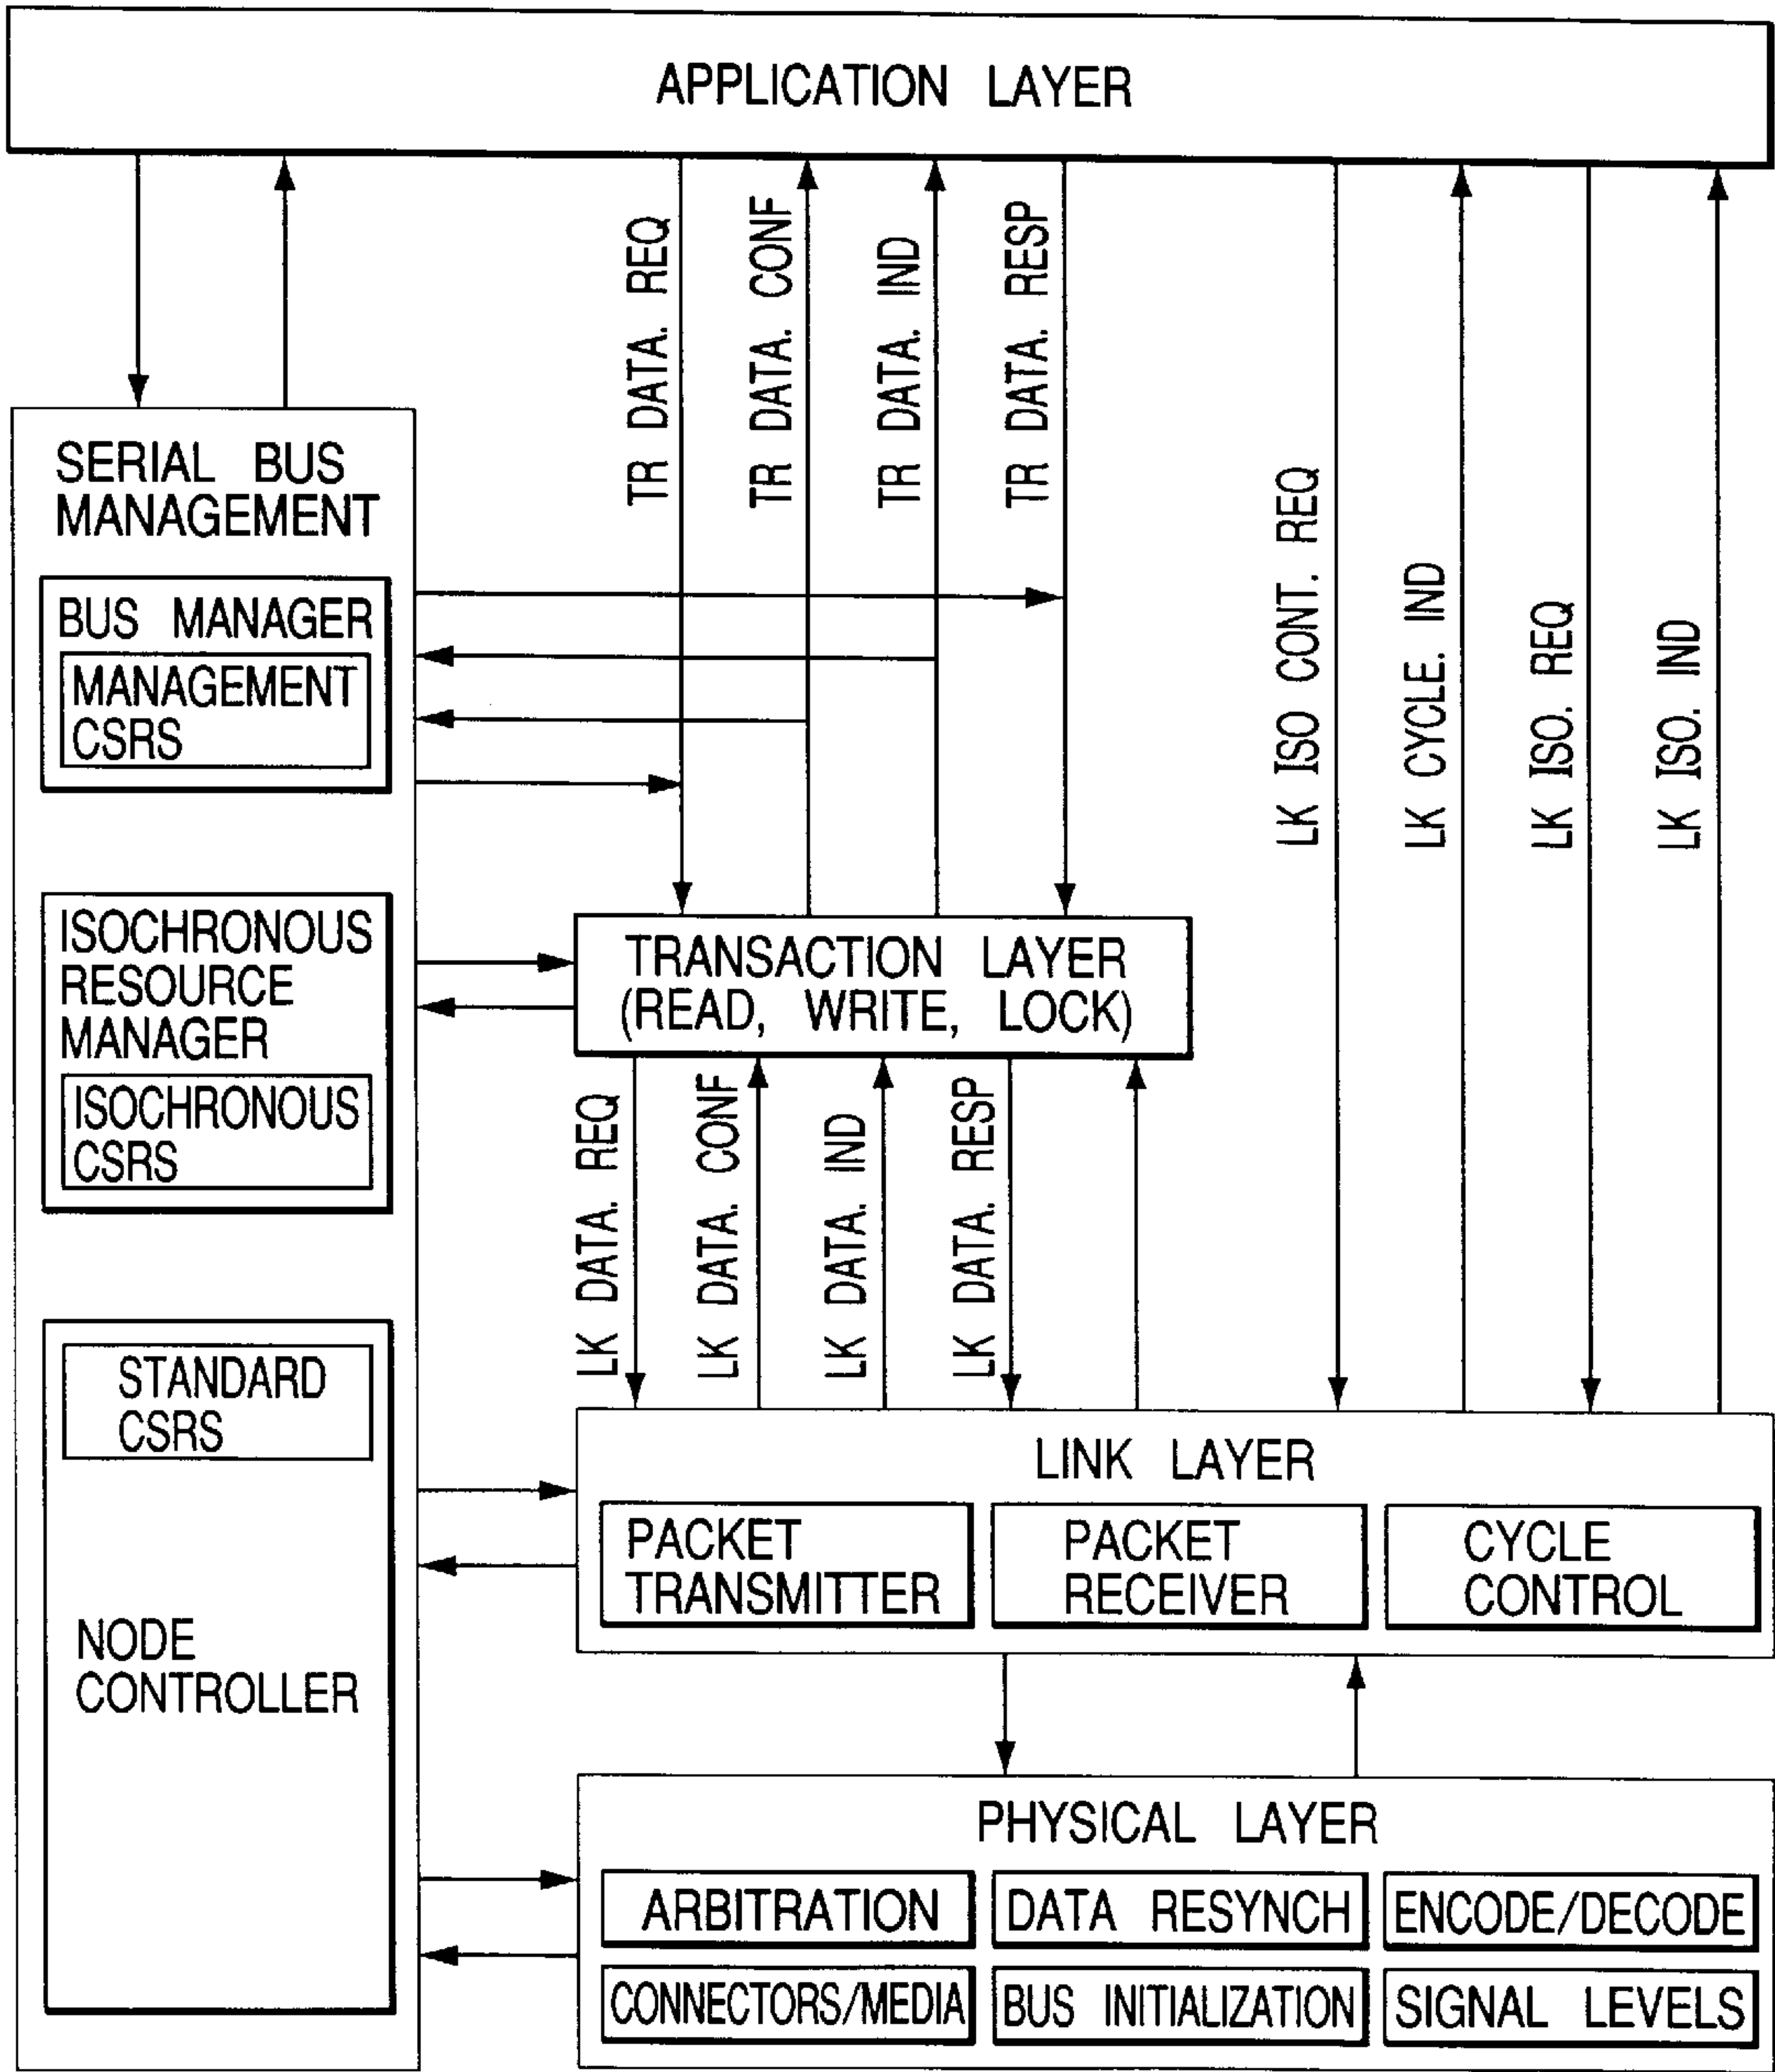 APPLICATION LAYER
TR DATA. REQ
TR DATA. CONF
TR DATA. IND
TR DATA. RESP
LK ISO CONT. REQ
LK CYCLE. IND
LK ISO. REQ
LK ISO. IND
SERIAL BUS
MANAGEMENT
BUS MANAGER
MANAGEMENT
CSRS
ISOCHRONOUS
RESOURCE
MANAGER
ISOCHRONOUS
CSRS
TRANSACTION LAYER
(READ, WRITE, LOCK)
LK DATA. REQ
LK DATA. CONF
LK DATA. IND
LK DATA. RESP
STANDARD
CSRS
NODE
CONTROLLER
LINK LAYER
PACKET
TRANSMITTER
PACKET
RECEIVER
CYCLE
CONTROL
PHYSICAL LAYER
ARBITRATION
DATA RESYNCH
ENCODE/DECODE
CONNECTORS/MEDIA
BUS INITIALIZATION
SIGNAL LEVELS